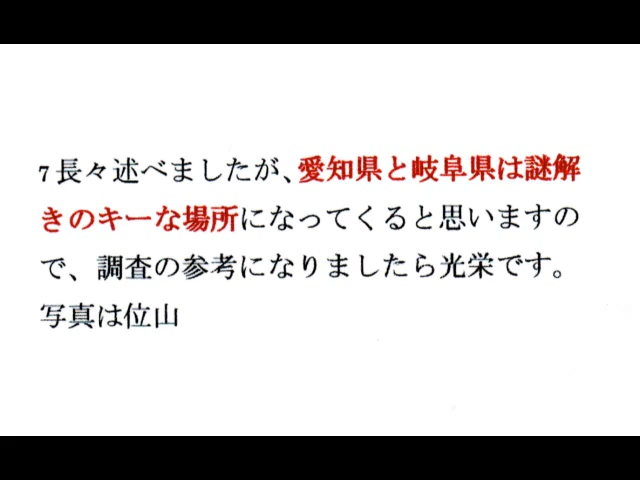 7長々述べましたが、愛知県と岐阜県は謎解
きのキーな場所になってくると思いますの
で、調査の参考になりましたら光栄です。
写真は位山